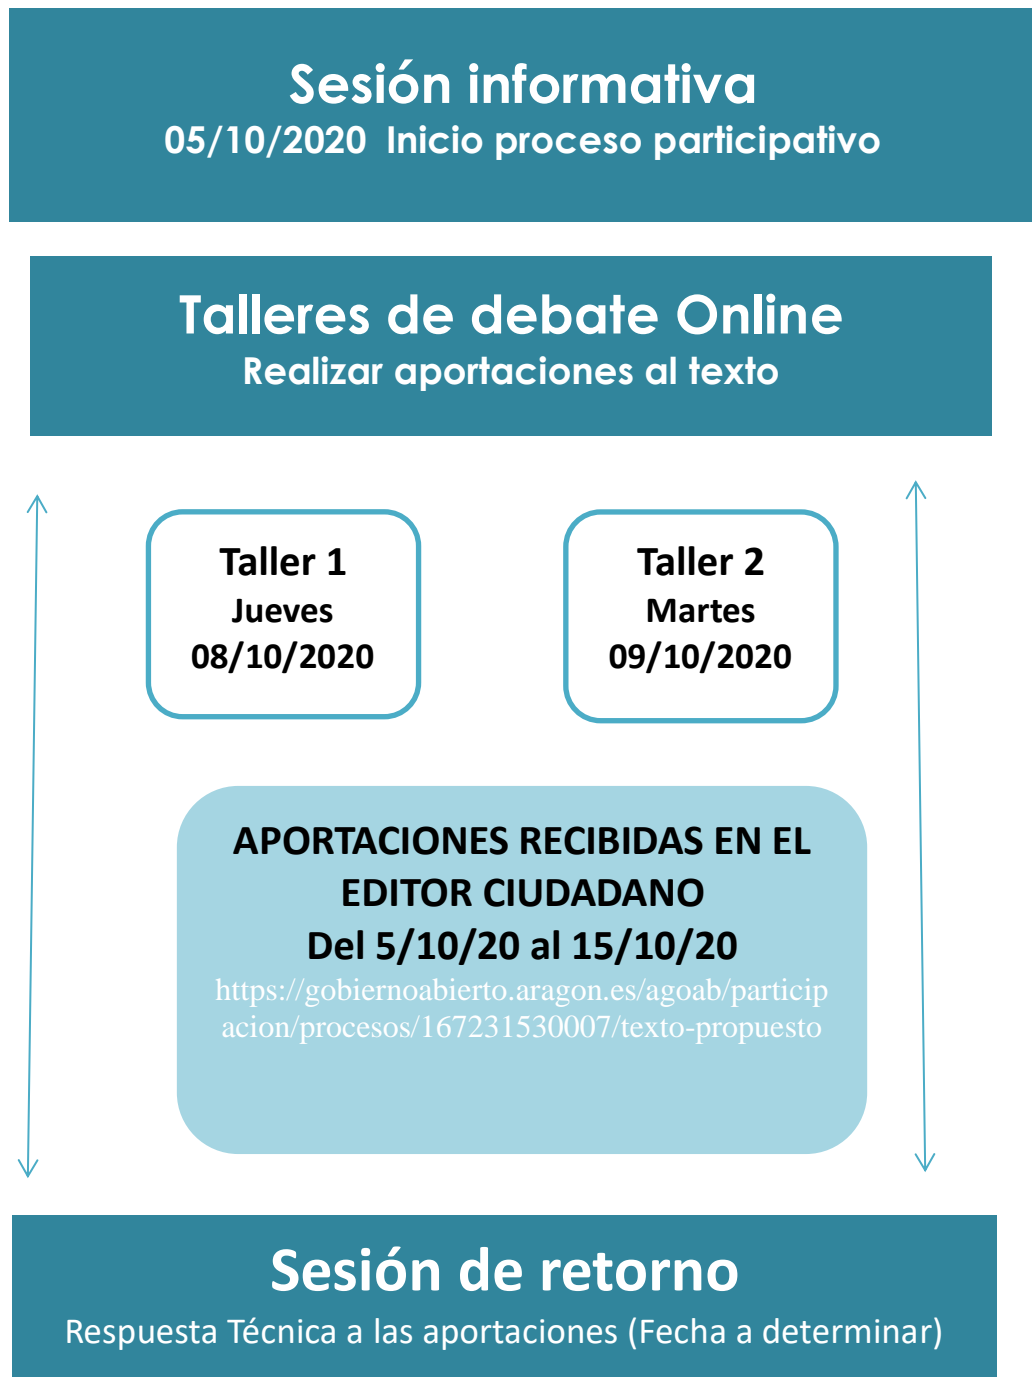 Sesión informativa
05/10/2020 Inicio proceso participativo
Talleres de debate Online
Realizar aportaciones al texto
Taller 1
Jueves
08/10/2020
Taller 2
Martes
09/10/2020
APORTACIONES RECIBIDAS EN EL
EDITOR CIUDADANO
Del 5/10/20 al 15/10/20
https://gobiernoabierto.aragon.es/agoab/particip
acion/procesos/167231530007/texto-propuesto
Sesión de retorno
Respuesta Técnica a las aportaciones (Fecha a determinar)